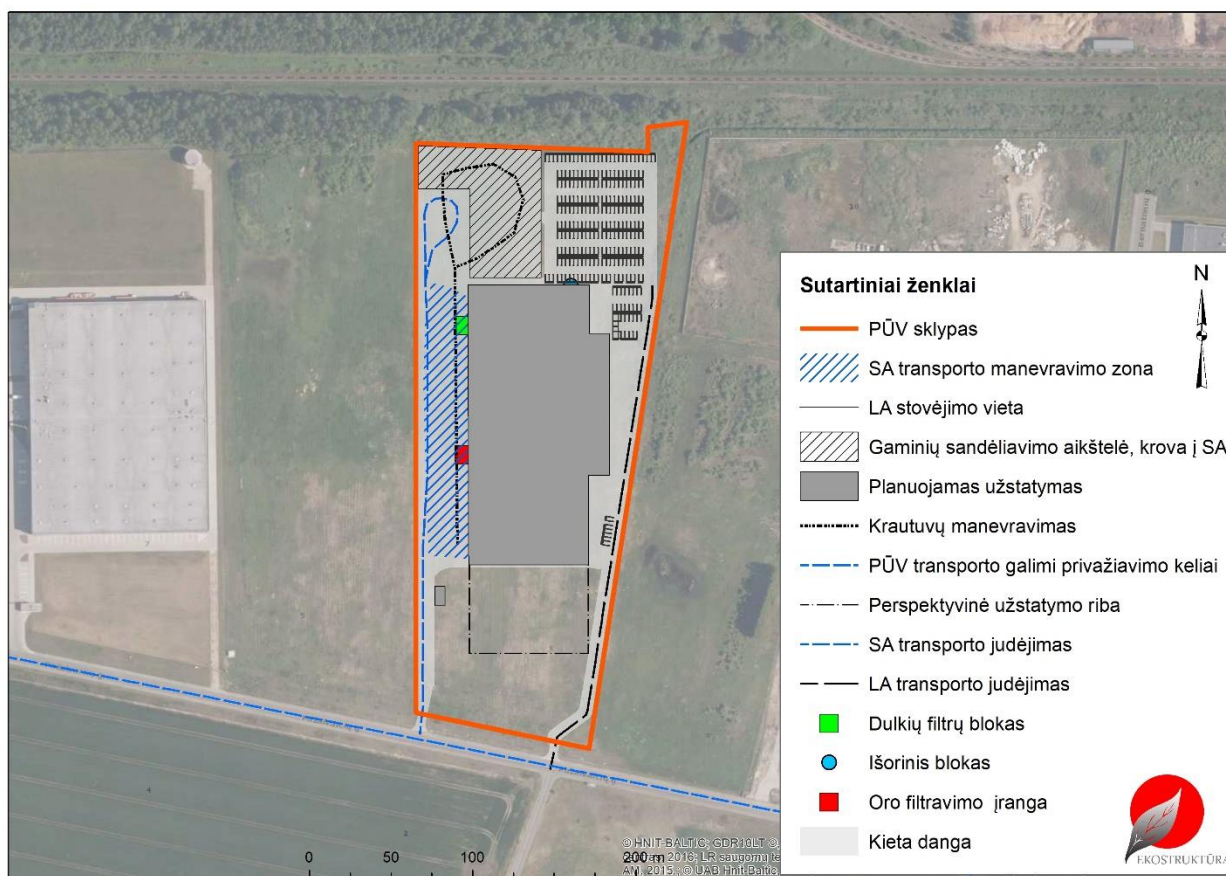 Sutartiniai ženklai
N
PŪV sklypas
SA transporto manevravimo zona
LA stovėjimo vieta
Gaminių sandėliavimo aikštelė, krova į SA
Planuojamas užstatymas
Krautuvų manevravimas
PŪV transporto galimi privažiavimo keliai
Perspektyvinė užstatymo riba
SA transporto judėjimas
LA transporto judėjimas
Dulkių filtrų blokas
Išorinis blokas
Oro filtravimo įranga
Kieta danga
EKOSTRUKTŪRA
0 50 100 200 m
© HNIT-BALTIC; GDR10LT ©,
2013; LR saugomų
AM, 2015.; © UAB Hnit-Baltic,